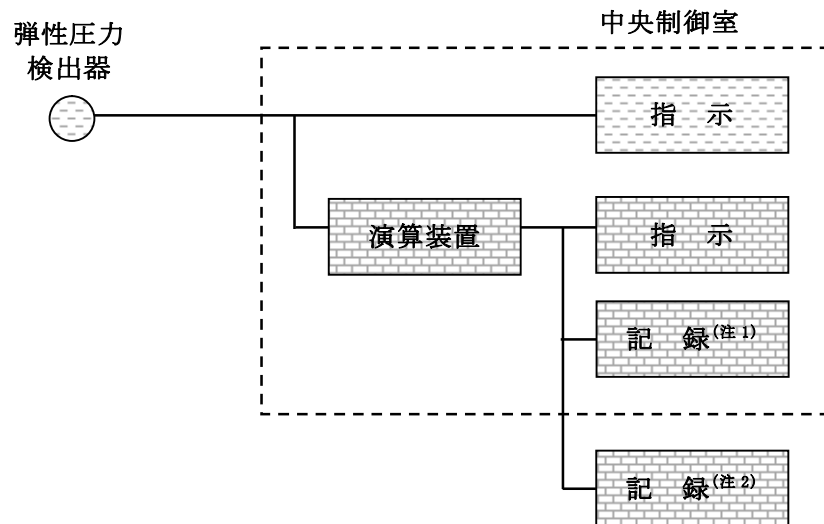 中央制御室
弾性圧力
検出器
指 示
演算装置
指 示
記 録(注1)
記 録(注2)